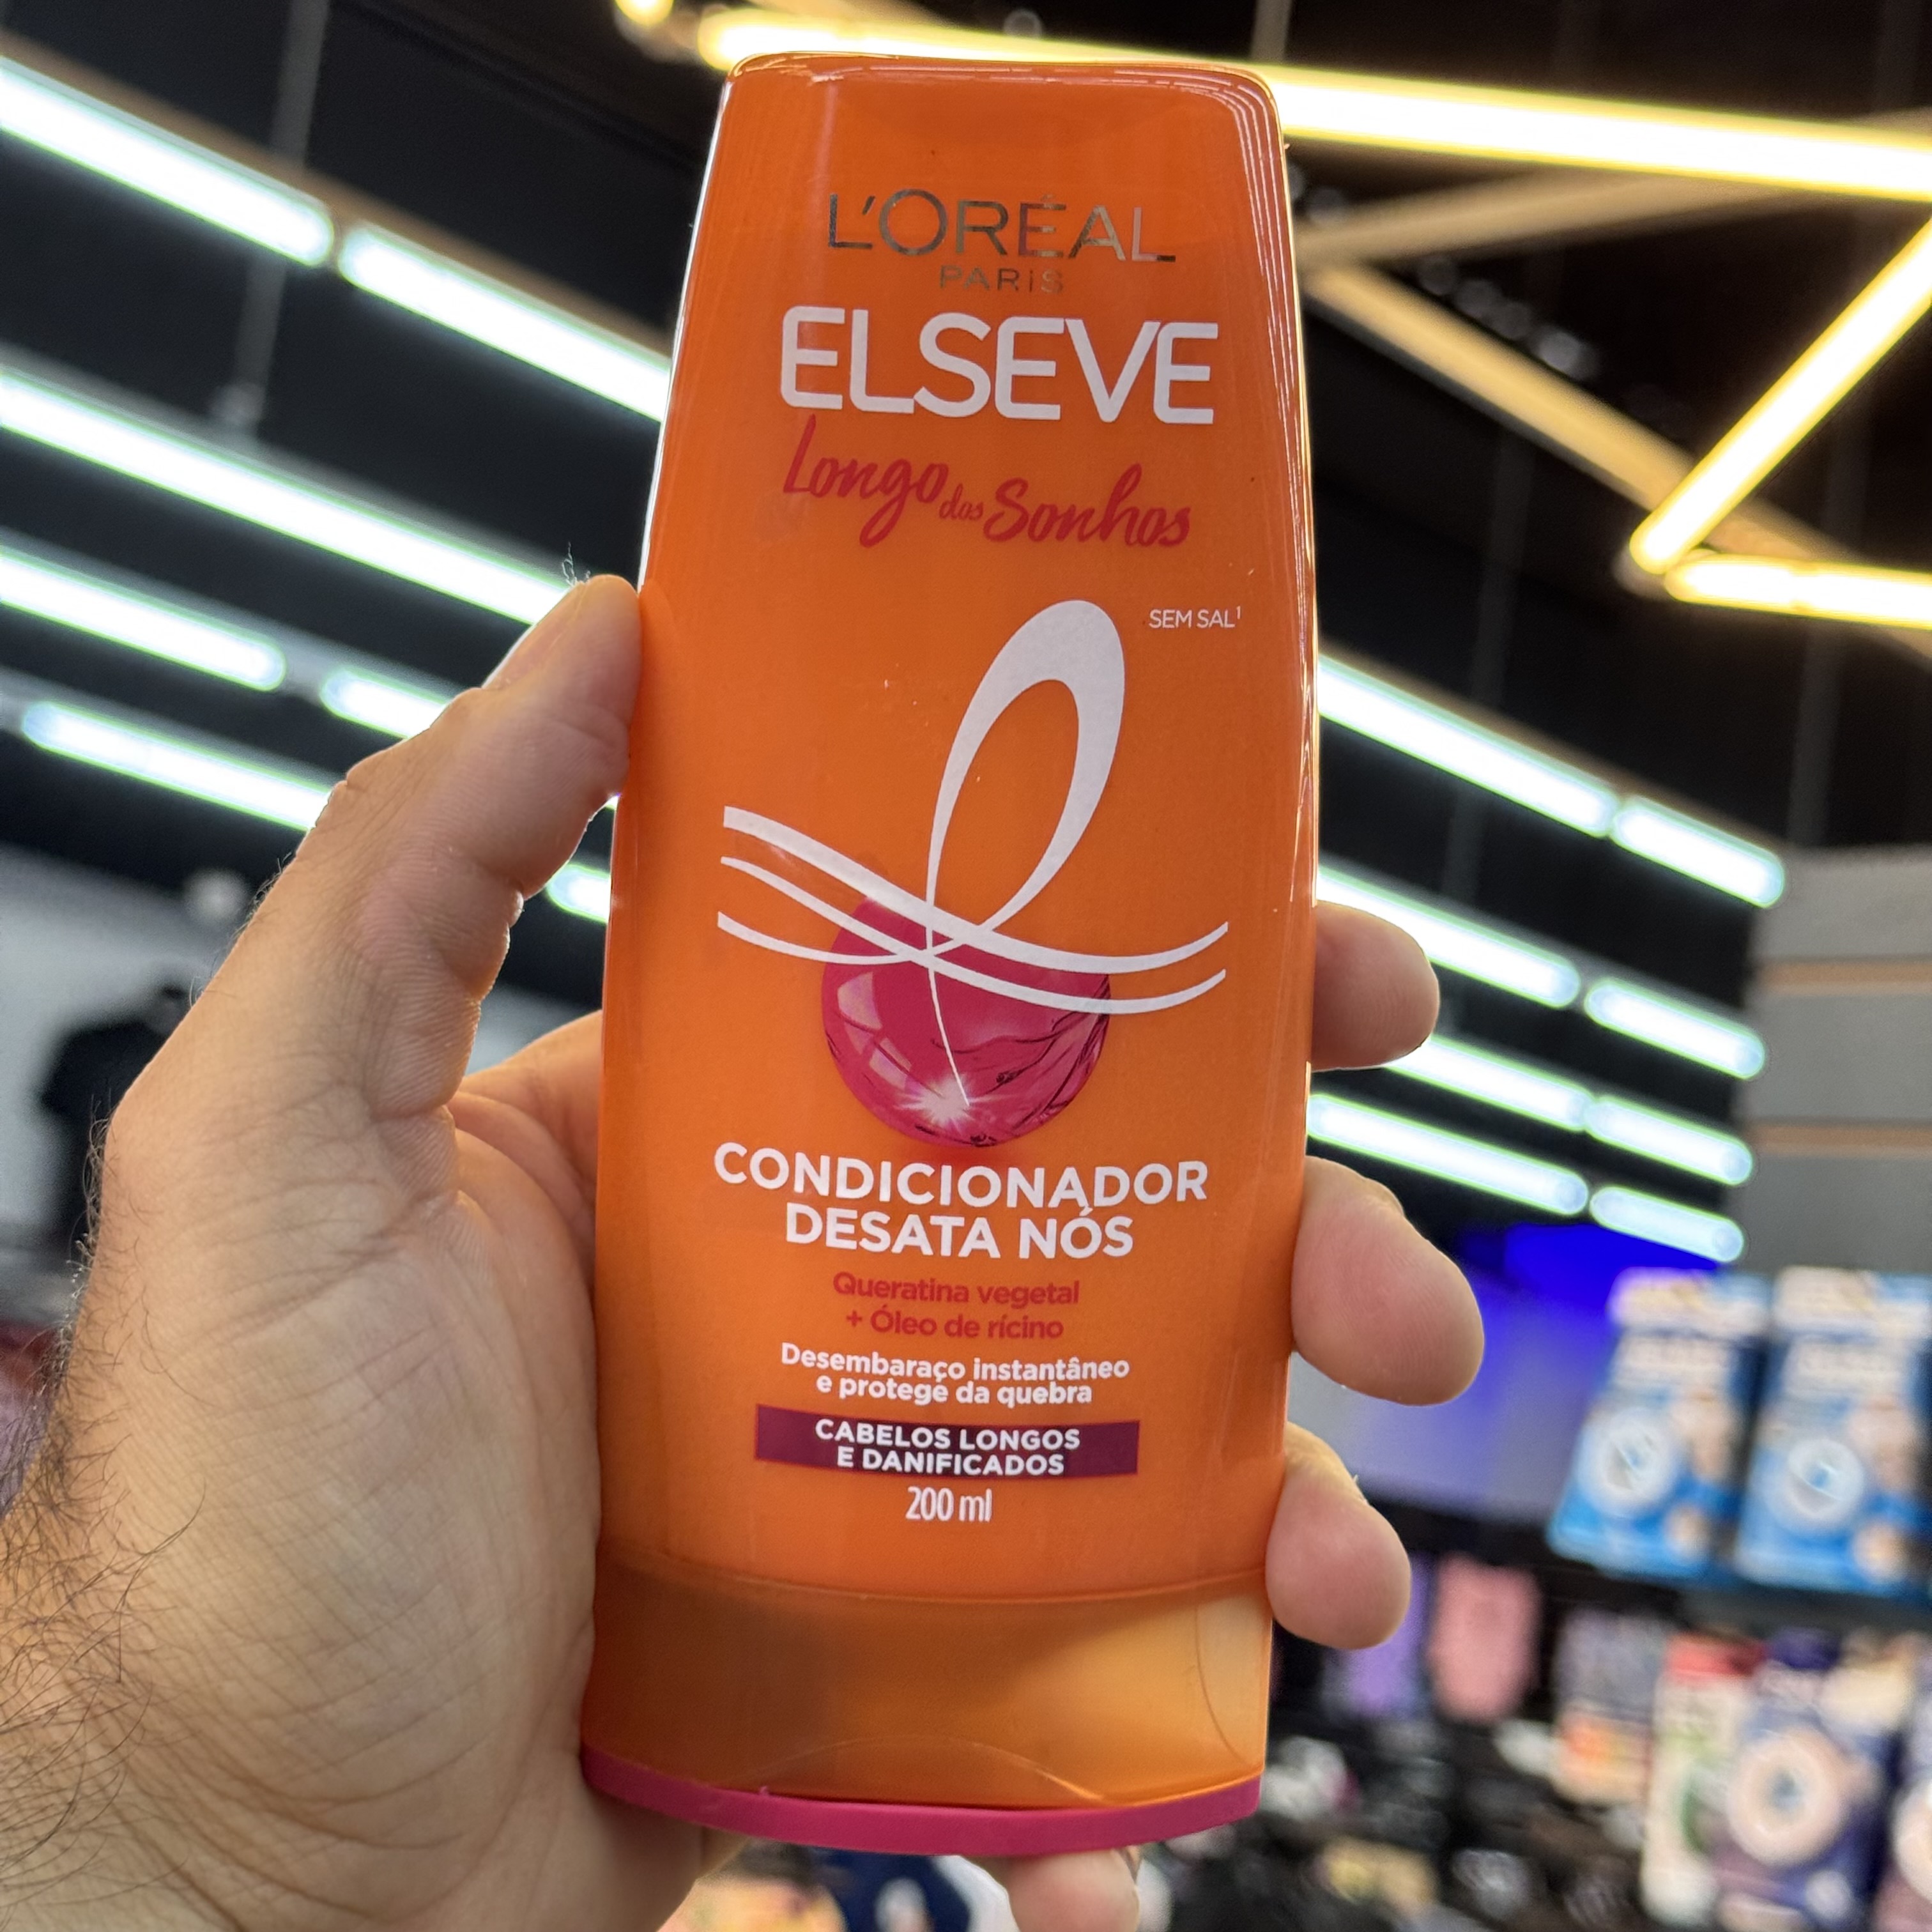 L'ORÉAL
PARIS
ELSEVE
Longo dos Sonhos
SEM SAL¹
CONDICIONADOR
DESATA NÓS
Queratina vegetal
+ Óleo de rícino
Desembaraço instantâneo
e protege da quebra
CABELOS LONGOS
E DANIFICADOS
200 ml